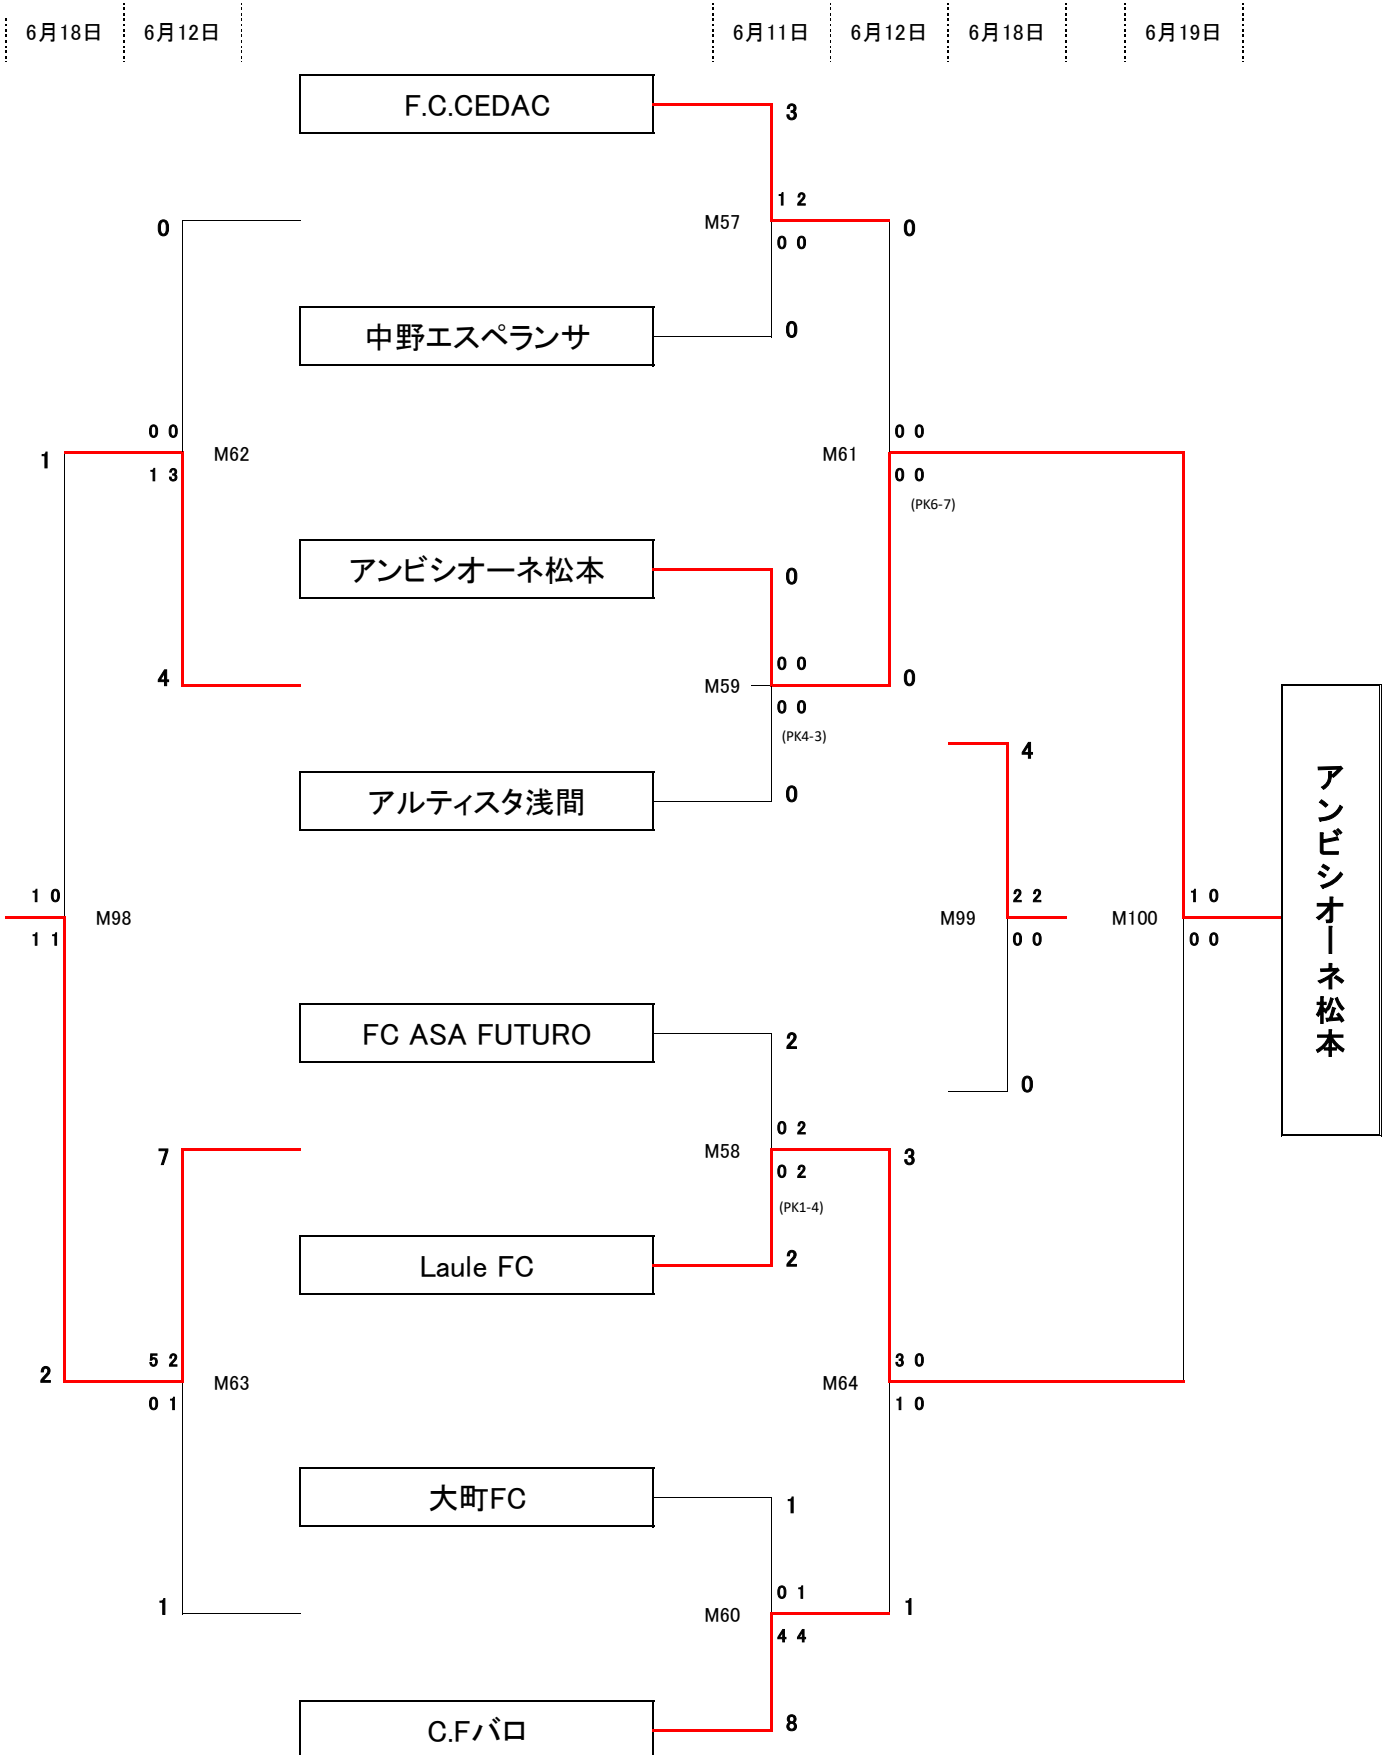 6月18日 6月12日 6月11日 6月12日 6月18日 6月19日
F.C.CEDAC
3
1 2
0
M57
0
0 0
中野エスペランサ
0
0 0
0 0
1
M62
M61
1 3
0 0
(PK6-7)
アンビシオーネ松本
0
0 0
4
M59
0
0 0
(PK4-3)
4
アルティスタ浅間
0
アンビシオーネ松本
1 0
2 2
1 0
M98
M99
M100
1 1
0 0
0 0
FC ASA FUTURO
2
0
0 2
7
M58
3
0 2
(PK1-4)
Laule FC
2
5 2
3 0
2
M63
M64
0 1
1 0
大町FC
1
0 1
1
M60
1
4 4
C.Fバロ
8